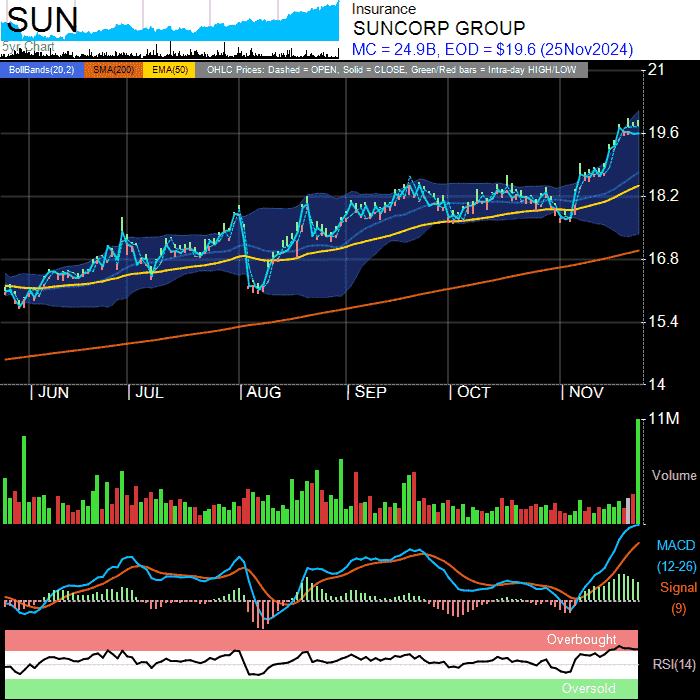 SUN
5yr Chart
Insurance
SUNCORP GROUP
MC = 24.9B, EOD = $19.6 (25Nov2024)
BollBands(20,2) SMA(200) EMA(50) OHLC Prices: Dashed = OPEN, Solid = CLOSE, Green/Red bars = Intra-day HIGH/LOW
21
19.6
18.2
16.8
15.4
14
| JUN | JUL | AUG | SEP | OCT | NOV
11M
Volume
MACD
(12-26)
Signal
(9)
Overbought
RSI(14)
Oversold